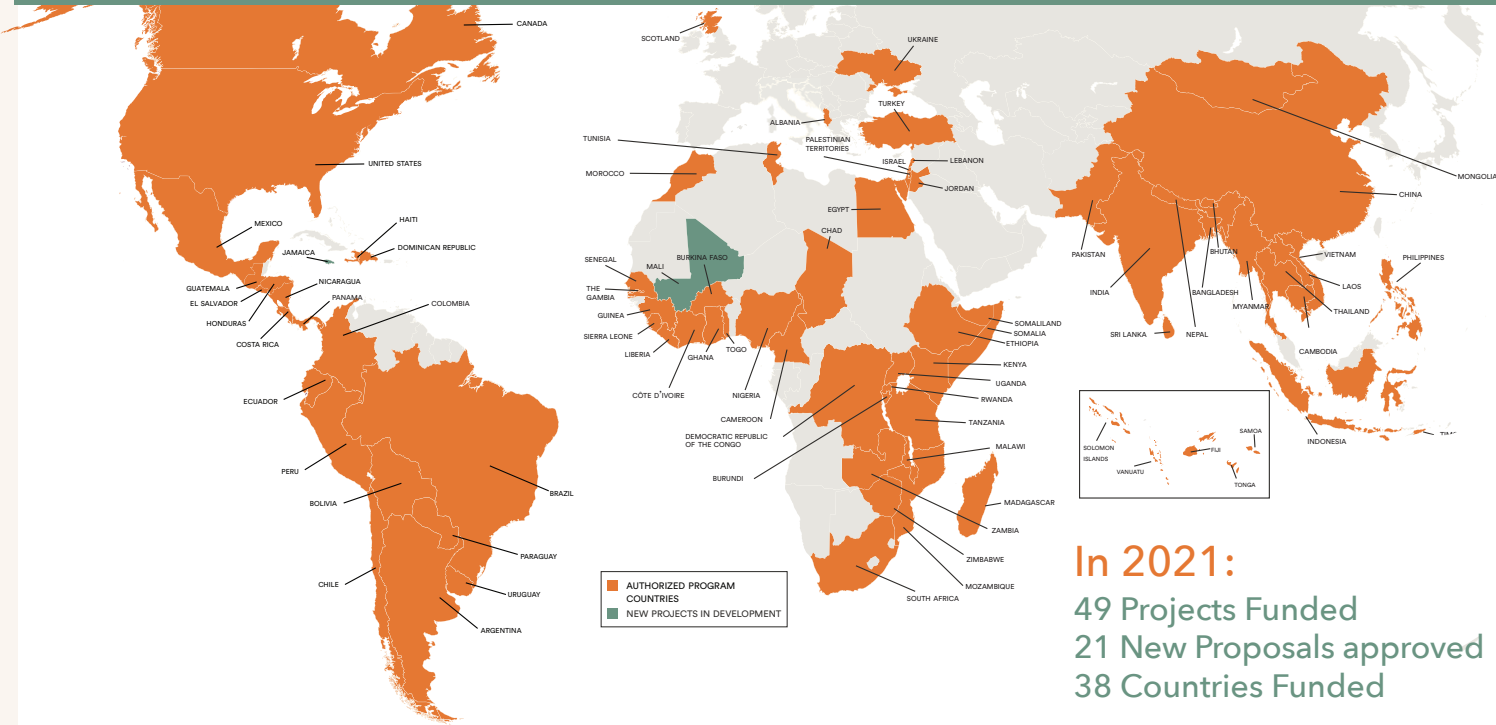 CANADA
UNITED STATES
MEXICO
HAITI
JAMAICA
DOMINICAN REPUBLIC
GUATEMALA
NICARAGUA
EL SALVADOR
PANAMA
COLOMBIA
HONDURAS
COSTA RICA
ECUADOR
PERU
BOLIVIA
BRAZIL
PARAGUAY
CHILE
URUGUAY
ARGENTINA
SCOTLAND
UKRAINE
TURKEY
ALBANIA
TUNISIA
PALESTINIAN
TERRITORIES
ISRAEL
LEBANON
MOROCCO
JORDAN
EGYPT
CHAD
SENEGAL
MALI
BURKINA FASO
THE
GAMBIA
GUINEA
SIERRA LEONE
LIBERIA
GHANA
TOGO
CÔTE D'IVOIRE
NIGERIA
CAMEROON
DEMOCRATIC REPUBLIC
OF THE CONGO
BURUNDI
SOMALILAND
SOMALIA
ETHIOPIA
KENYA
UGANDA
RWANDA
TANZANIA
MALAWI
MADAGASCAR
ZAMBIA
ZIMBABWE
MOZAMBIQUE
SOUTH AFRICA
MONGOLIA
CHINA
PAKISTAN
BHUTAN
VIETNAM
PHILIPPINES
INDIA
BANGLADESH
LAOS
MYANMAR
THAILAND
SRI LANKA
NEPAL
CAMBODIA
INDONESIA
SOLOMON
ISLANDS
VANUATU
FIJI
SAMOA
TONGA
AUTHORIZED PROGRAM
COUNTRIES
NEW PROJECTS IN DEVELOPMENT
In 2021:
49 Projects Funded
21 New Proposals approved
38 Countries Funded